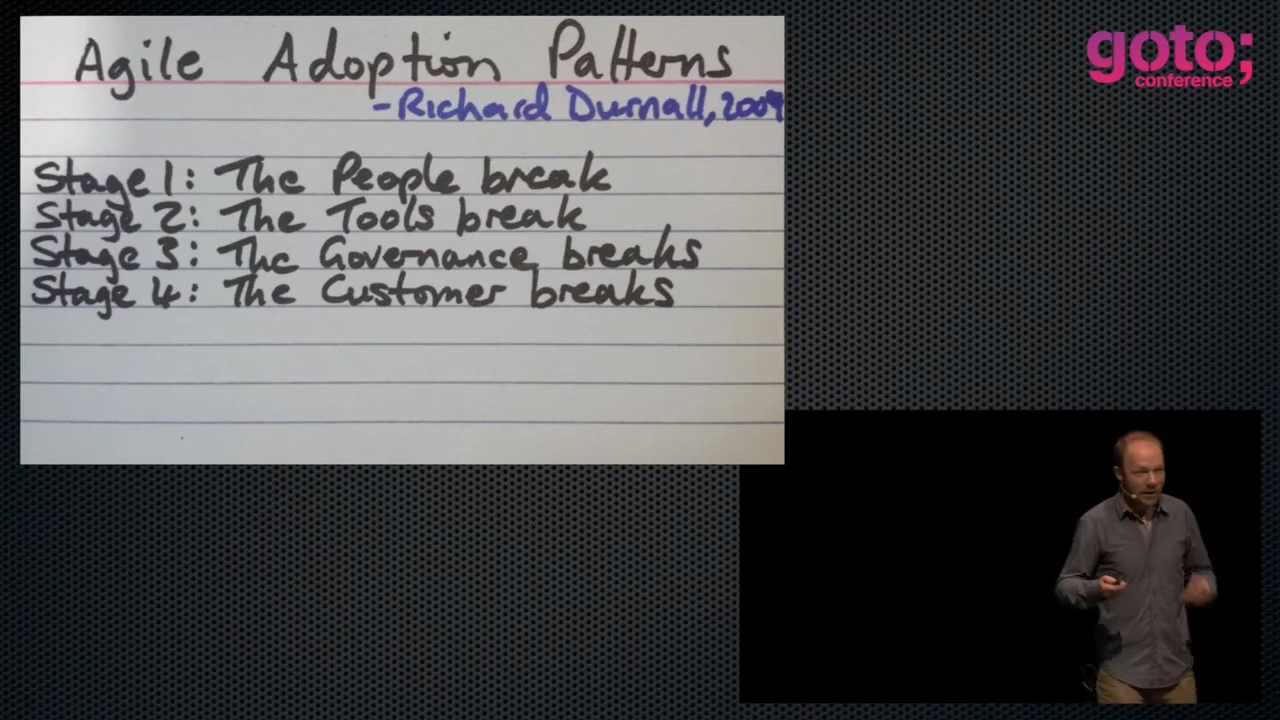 Agile Adoption Patterns
- Richard Durnall, 2009
Stage 1: The People break
Stage 2: The Tools break
Stage 3: The Governance breaks
Stage 4: The Customer breaks
goto;
conference